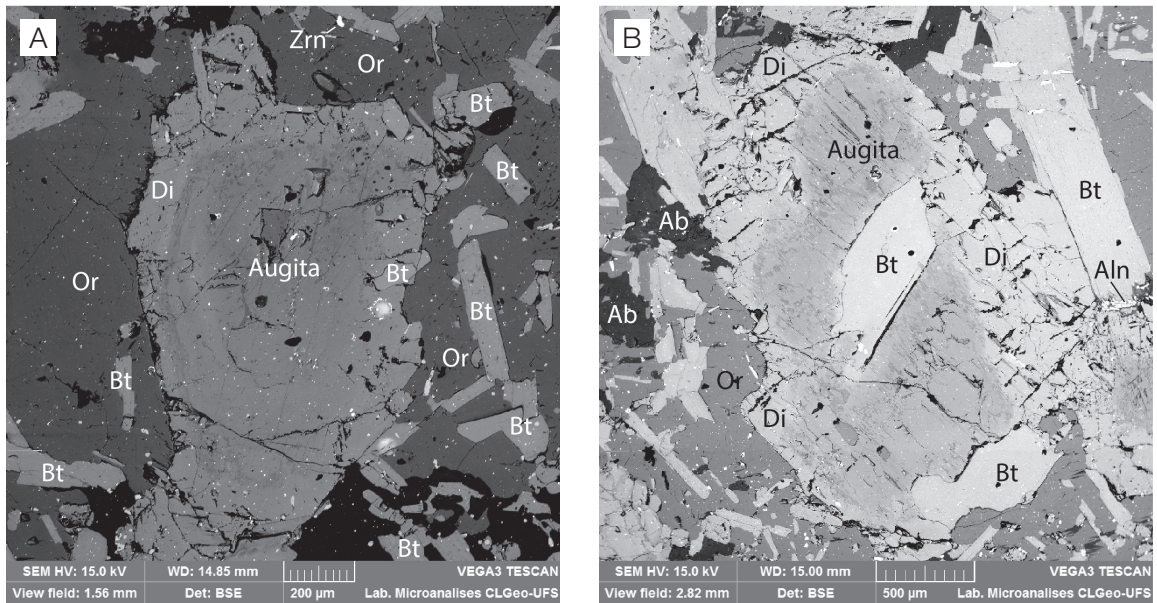 A
Zrn
Or
Bt
Bt
Di
Augita
Bt
Or
Bt
Or
Bt
Bt
Bt
Bt
SEM HV: 15.0 kV
WD: 14.85 mm
VEGA3 TESCAN
View field: 1.56 mm
Det: BSE
200 µm
Lab. Microanalises CLGeo-UFS
B
Di
Augita
Bt
Ab
Bt
Di
Aln
Ab
Or
Di
Bt
SEM HV: 15.0 kV
WD: 15.00 mm
VEGA3 TESCAN
View field: 2.82 mm
Det: BSE
500 µm
Lab. Microanalises CLGeo-UFS